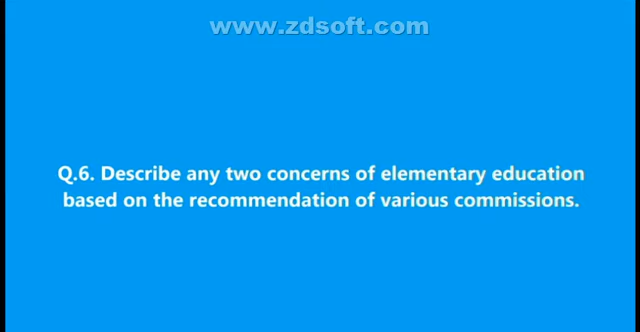 www.zdsoft.com
Q.6. Describe any two concerns of elementary education
based on the recommendation of various commissions.